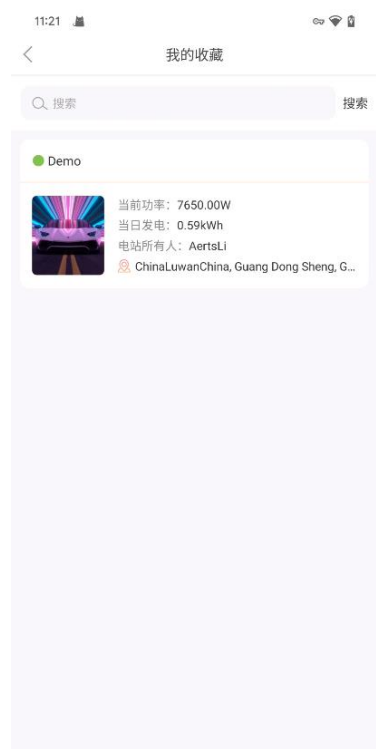 11:21
我的收藏
搜索 搜索
Demo
当前功率：7650.00W
当日发电：0.59kWh
电站所有人：AertsLi
ChinaLuwanChina, Guang Dong Sheng, G...